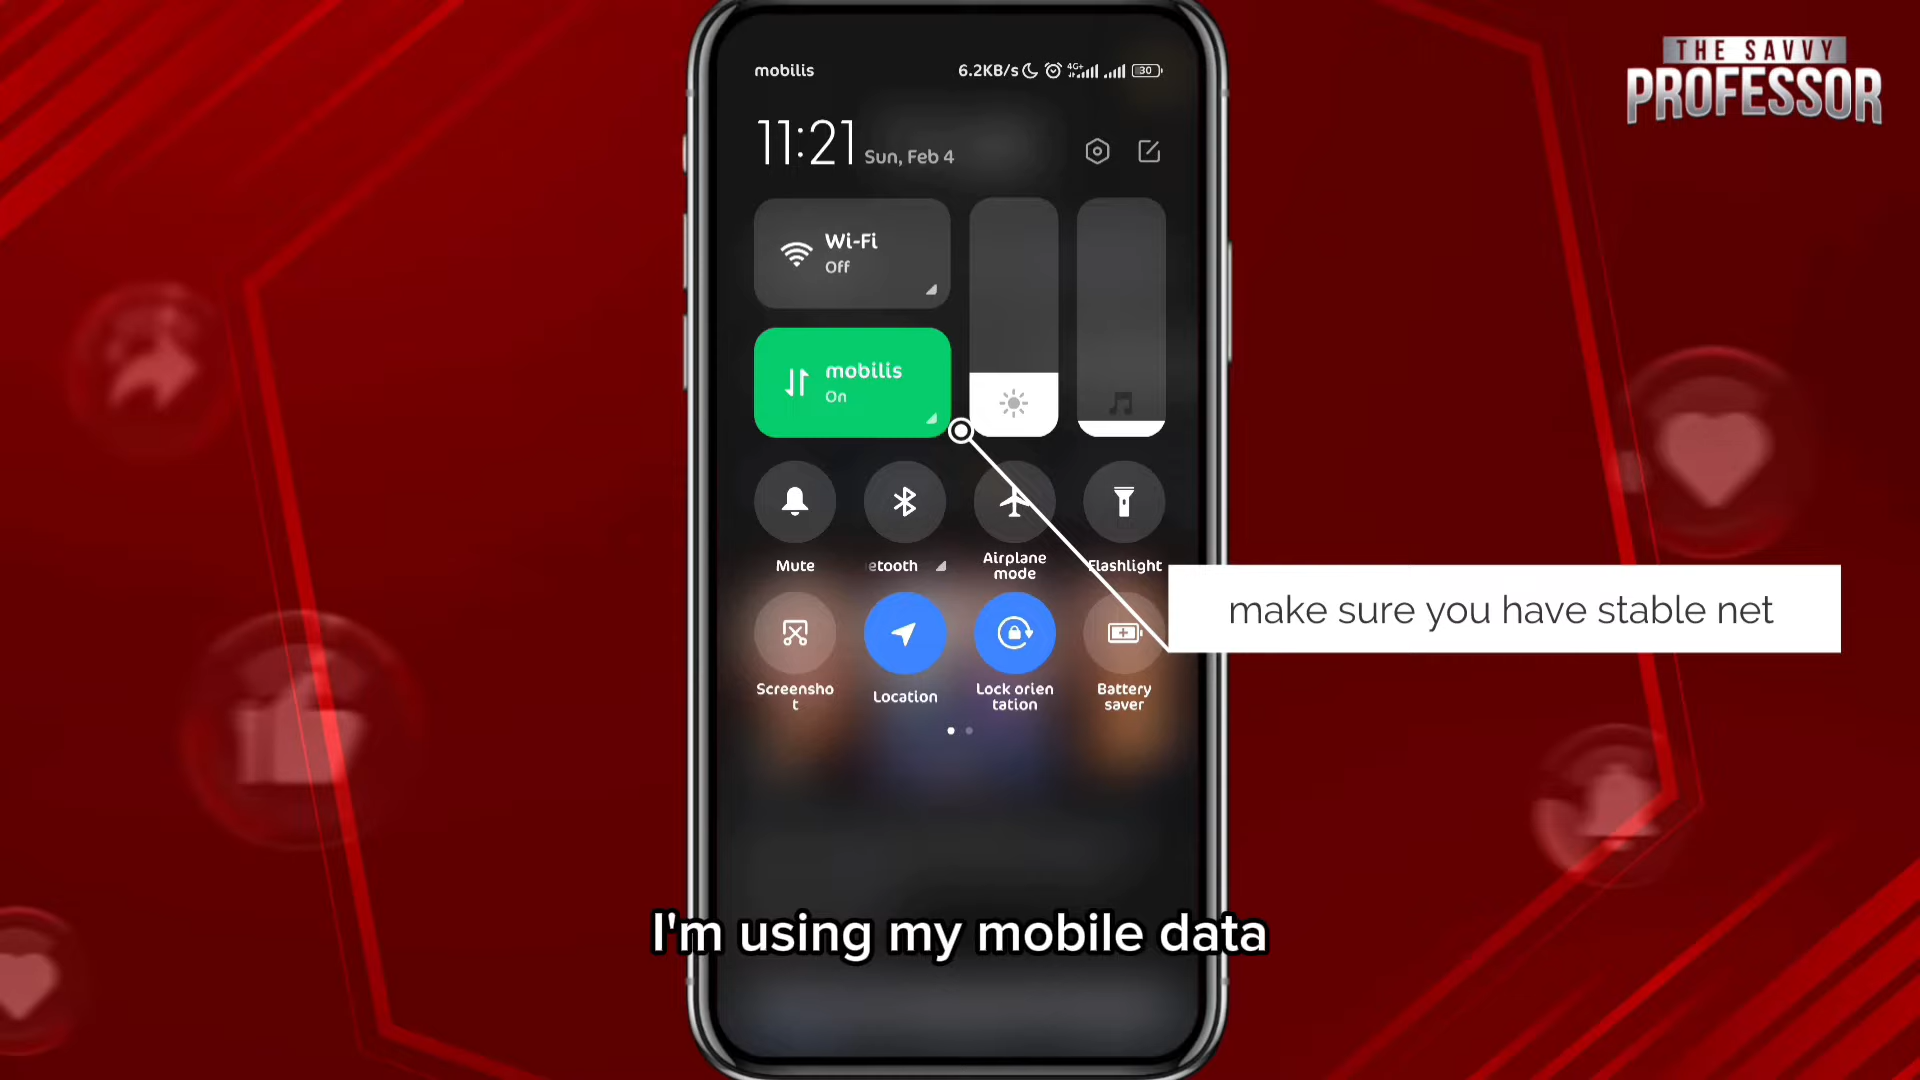 THE SAVVY
PROFESSOR
mobilis
6.2KB/s 4G+ 30
11:21 Sun, Feb 4
Wi-Fi
Off
mobilis
On
Mute
etooth
Airplane
mode
Flashlight
make sure you have stable net
Screensho
t
Location
Lock orien
tation
Battery
saver
I'm using my mobile data